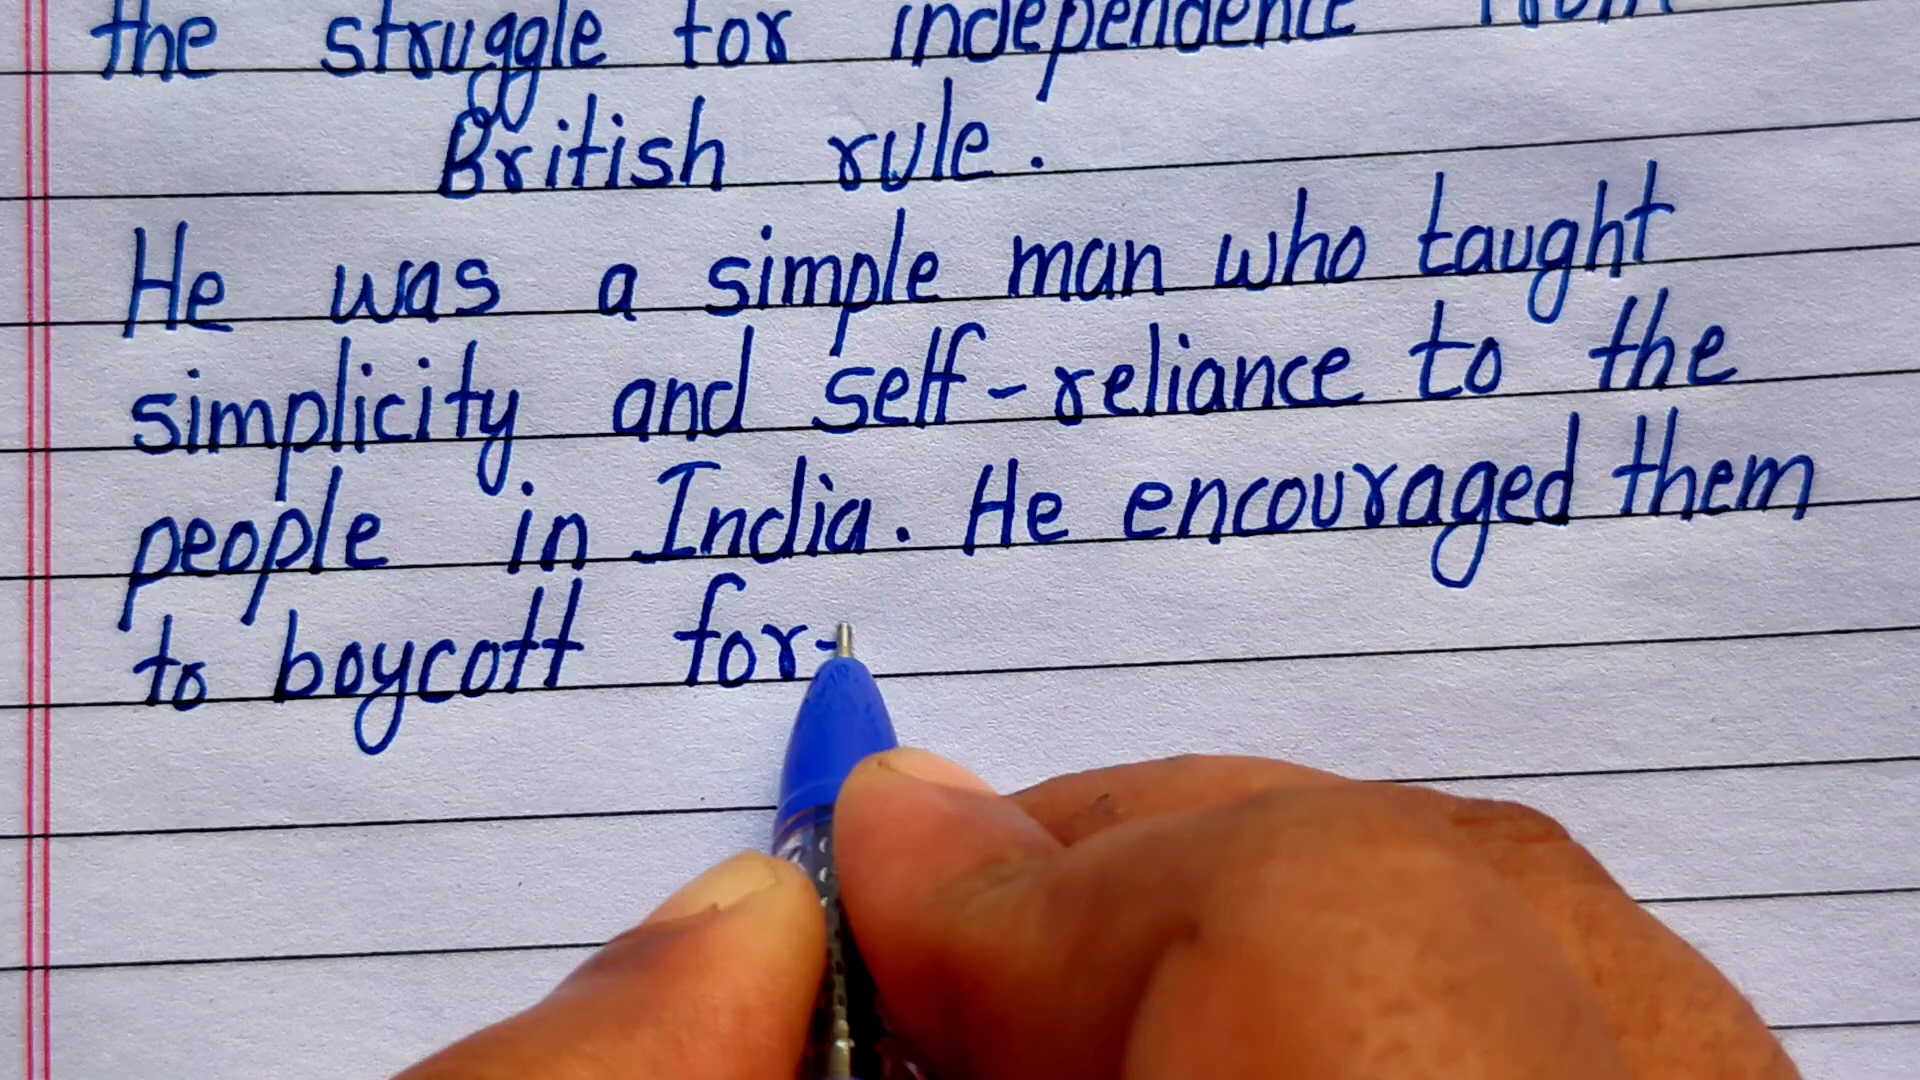 the struggle for independence from
British rule.
He was a simple man who taught
simplicity and self-reliance to the
people in India. He encouraged them
to boycott for